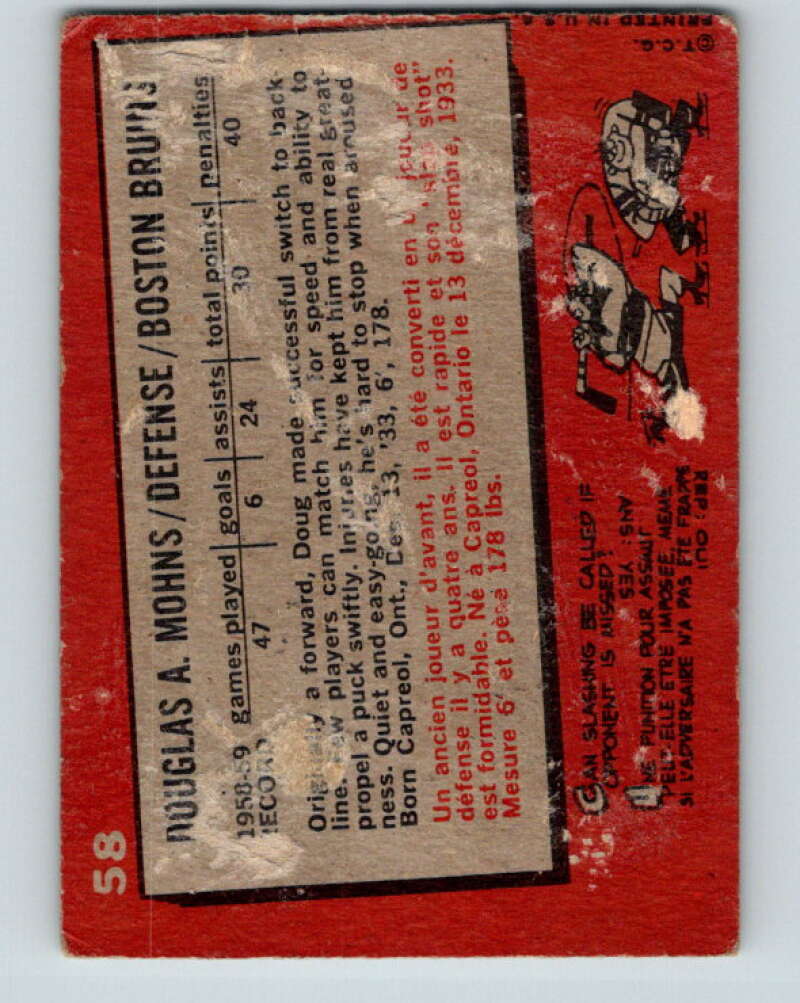 58
DOUGLAS A. MOHNS/DEFENSE/BOSTON BRUINS
1958-59 games played goals assists total points penalties
RECORD 47 6 24 30 40
Originally a forward, Doug made successful switch to back-
line. Few players can match him for speed and ability to
propel a puck swiftly. Injuries have kept him from real great-
ness. Quiet and easy-going, he's hard to stop when aroused
Born Capreol, Ont., Dec. 13, '33, 6', 178.
Un ancien joueur d'avant, il a été converti en joueur de
défense il y a quatre ans. Il est rapide et son "slap shot"
est formidable. Né à Capreol, Ontario le 13 décembre, 1933.
Mesure 6' et pèse 178 lbs.
CAN SLASHING BE CALLED IF
OPPONENT IS MISSED?
ANS: YES
UNE PUNITION POUR ASSAUT
PEUT-ELLE ETRE IMPOSEE, MEME
SI L'ADVERSAIRE N'A PAS ETE FRAPPE
REP: OUI
© T.C.G.
PRINTED IN U.S.A.